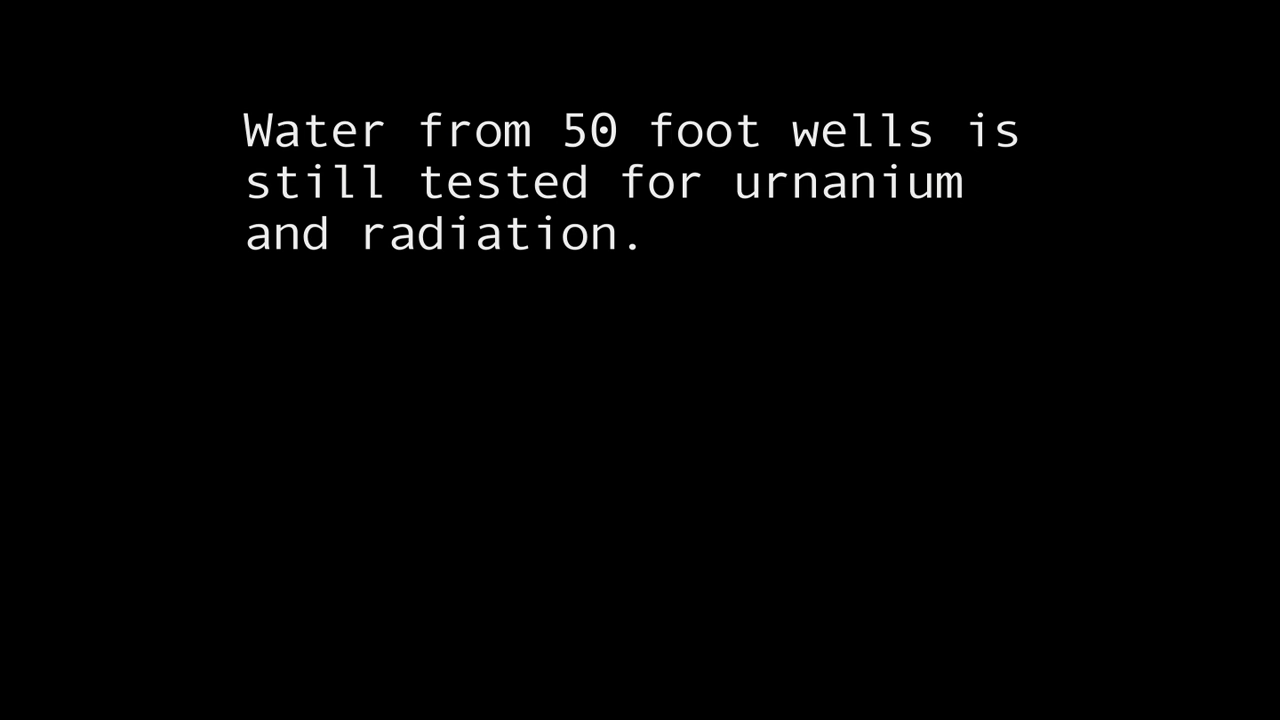 Water from 50 foot wells is
still tested for urnanium
and radiation.